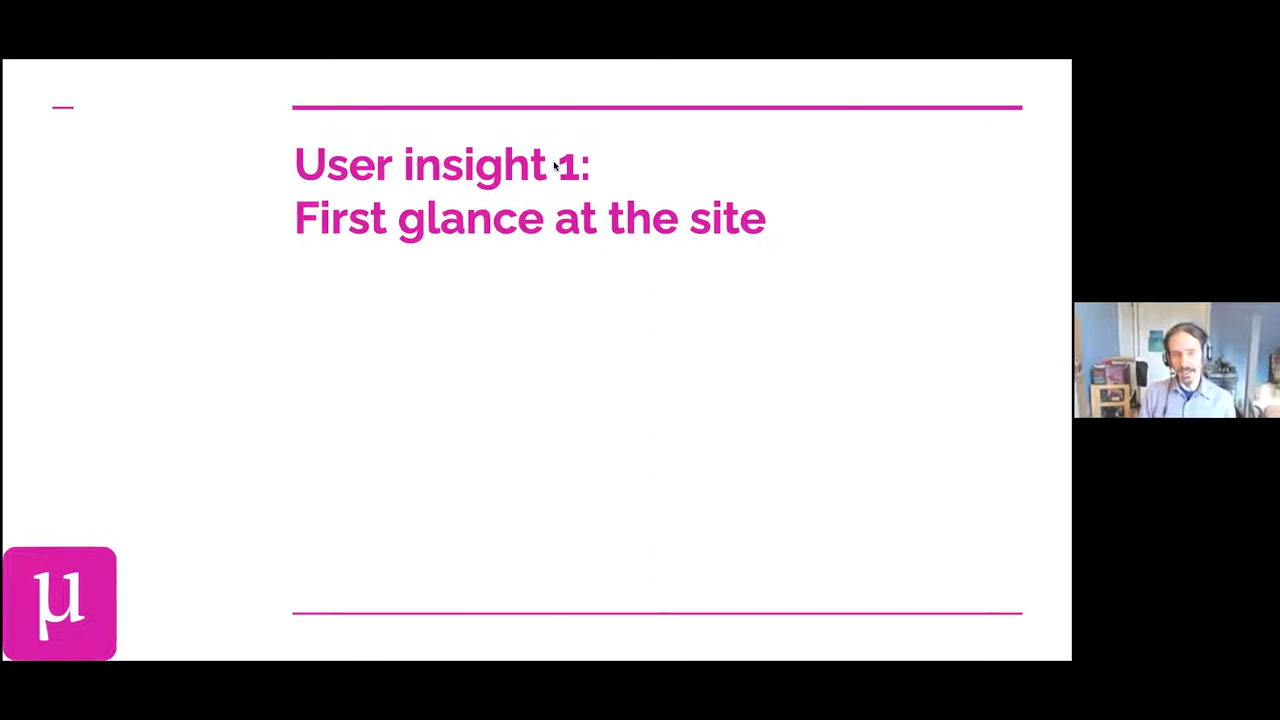 User insight 1:
First glance at the site
μ